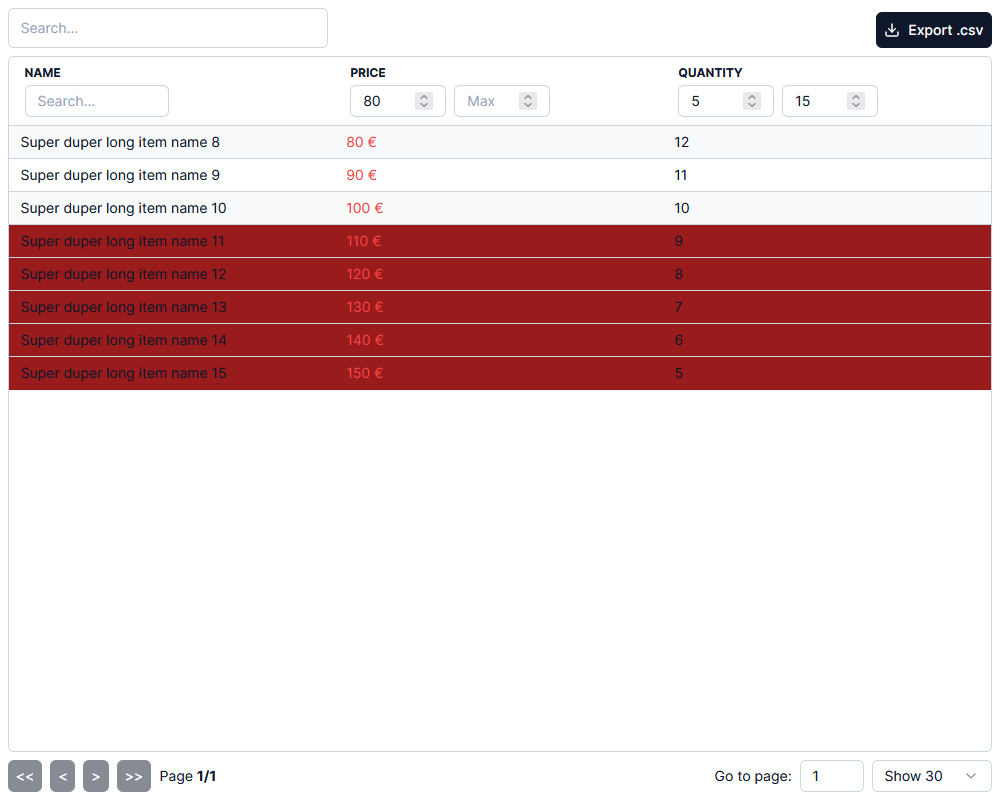 Search...
Export .csv
NAME PRICE QUANTITY
Search... 80 Max 5 15
Super duper long item name 8 80 € 12
Super duper long item name 9 90 € 11
Super duper long item name 10 100 € 10
Super duper long item name 11 110 € 9
Super duper long item name 12 120 € 8
Super duper long item name 13 130 € 7
Super duper long item name 14 140 € 6
Super duper long item name 15 150 € 5
<< < > >> Page 1/1 Go to page: 1 Show 30